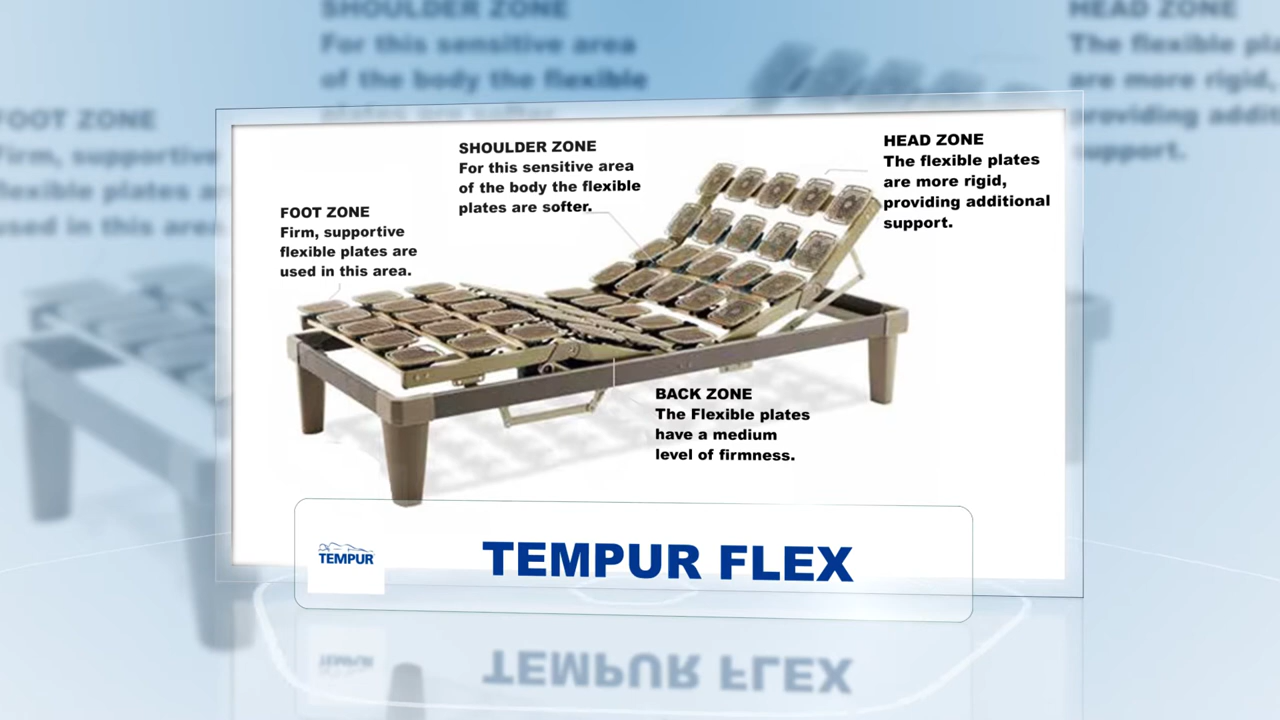 SHOULDER ZONE
For this sensitive area
of the body the flexible
plates are softer.
HEAD ZONE
The flexible plates
are more rigid,
providing additional
support.
FOOT ZONE
Firm, supportive
flexible plates are
used in this area.
BACK ZONE
The Flexible plates
have a medium
level of firmness.
TEMPUR
TEMPUR FLEX